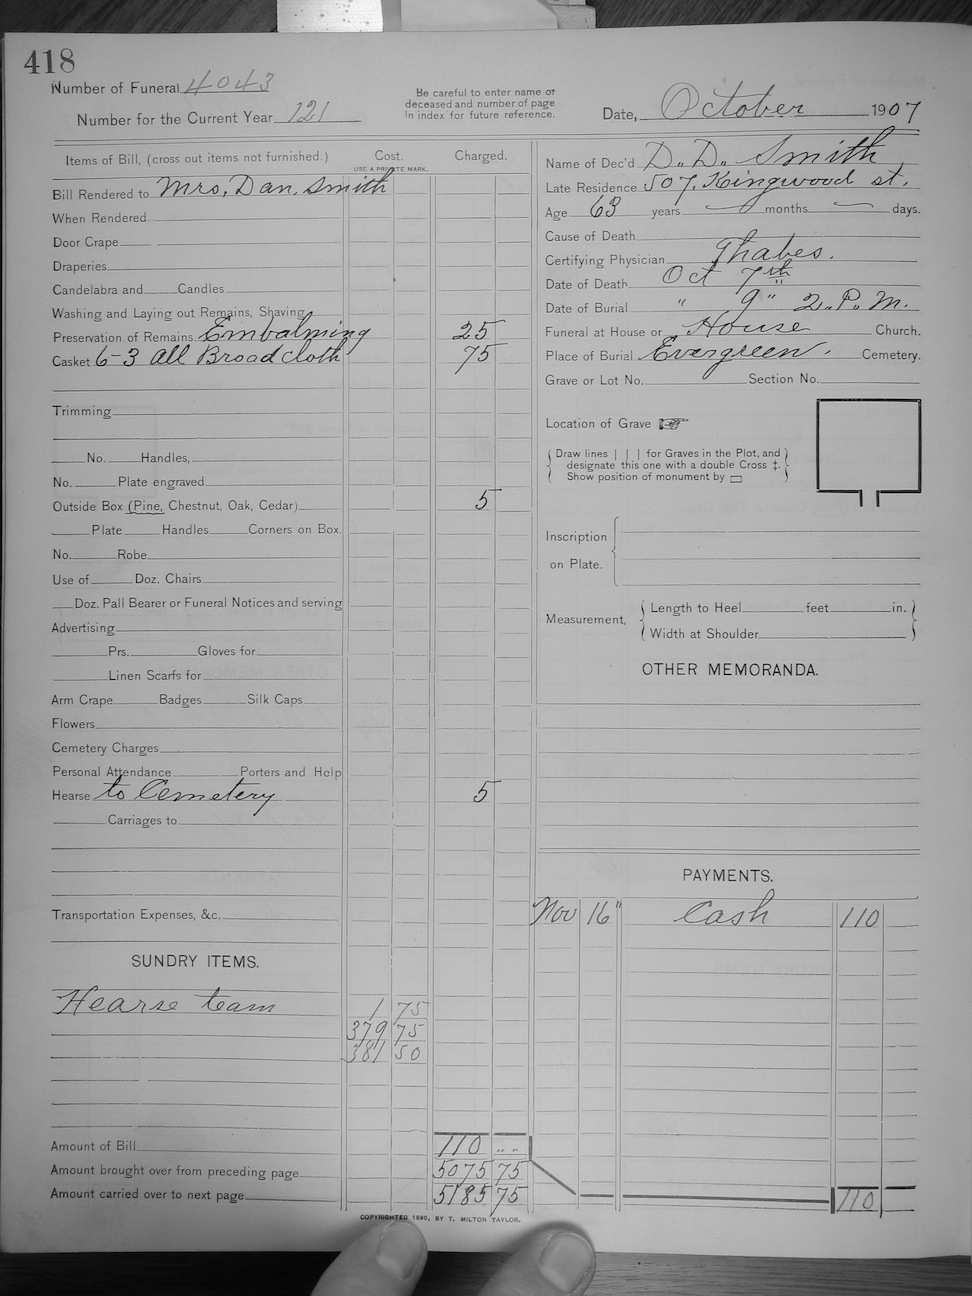 418
Number of Funeral 4043
Number for the Current Year 121
Be careful to enter name or
deceased and number of page
in index for future reference.
Date, October 1907
Items of Bill, (cross out items not furnished.) Cost. Charged.
USE A PRIVATE MARK.
Bill Rendered to Mrs. Dan. Smith
When Rendered
Door Crape
Draperies
Candelabra and Candles
Washing and Laying out Remains, Shaving
Preservation of Remains Embalming 25
Casket 6-3 all Broadcloth 75
Trimming
No. Handles,
No. Plate engraved
Outside Box (Pine, Chestnut, Oak, Cedar) 5
Plate Handles Corners on Box
No. Robe
Use of Doz. Chairs
Doz. Pall Bearer or Funeral Notices and serving
Advertising
Prs. Gloves for
Linen Scarfs for
Arm Crape Badges Silk Caps
Flowers
Cemetery Charges
Personal Attendance Porters and Help
Hearse to Cemetery 5
Carriages to
Transportation Expenses, &c.
SUNDRY ITEMS.
Hearse team 1 75
379 75
381 50
Amount of Bill 110 "..
Amount brought over from preceding page 5075 75
Amount carried over to next page 5185 75
Name of Dec'd D. D. Smith
Late Residence 507. Kingwood st.
Age 63 years months days.
Cause of Death
Certifying Physician Thabes.
Date of Death Oct 7th
Date of Burial " 9" 2. P. M.
Funeral at House or House Church.
Place of Burial Evergreen. Cemetery.
Grave or Lot No. Section No.
Location of Grave
Draw lines | | | for Graves in the Plot, and
designate this one with a double Cross ‡.
Show position of monument by ▭
Inscription
on Plate.
Measurement, Length to Heel feet in.
Width at Shoulder
OTHER MEMORANDA.
PAYMENTS.
Nov 16" Cash 110
110
COPYRIGHTED 1890, BY T. MILTON TAYLOR.